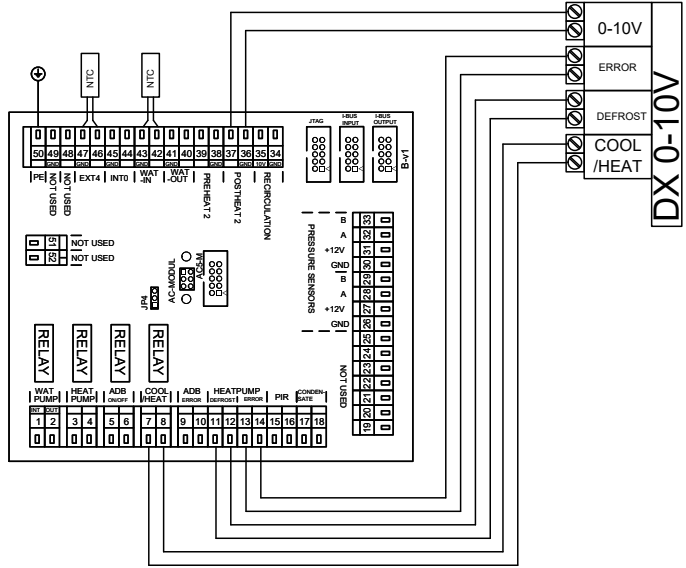 0-10V
ERROR
DEFROST
COOL
/HEAT
DX 0-10V
NTC
NTC
JTAG
I-BUS
INPUT
I-BUS
OUTPUT
B-v1
50 49 48 47 46 45 44 43 42 41 40 39 38 37 36 35 34
GND GND GND GND GND GND 10V GND
PE
NOT USED
NOT USED
EXT4
INT0
WAT
-IN
WAT
-OUT
PREHEAT 2
POSTHEAT 2
RECIRCULATION
51 NOT USED
52 NOT USED
AC-MODUL
JP4
PRESSURE SENSORS
B 33
A 32
+12V 31
GND 30
B 29
A 28
+12V 27
GND 26
25
24
23
22
21
20
19
NOT USED
RELAY
RELAY
RELAY
RELAY
WAT
PUMP
HEAT
PUMP
ADB
ON/OFF
COOL
/HEAT
ADB
ERROR
HEATPUMP
DEFROST
ERROR
PIR
CONDEN-
SATE
INT OUT
1 2 3 4 5 6 7 8 9 10 11 12 13 14 15 16 17 18